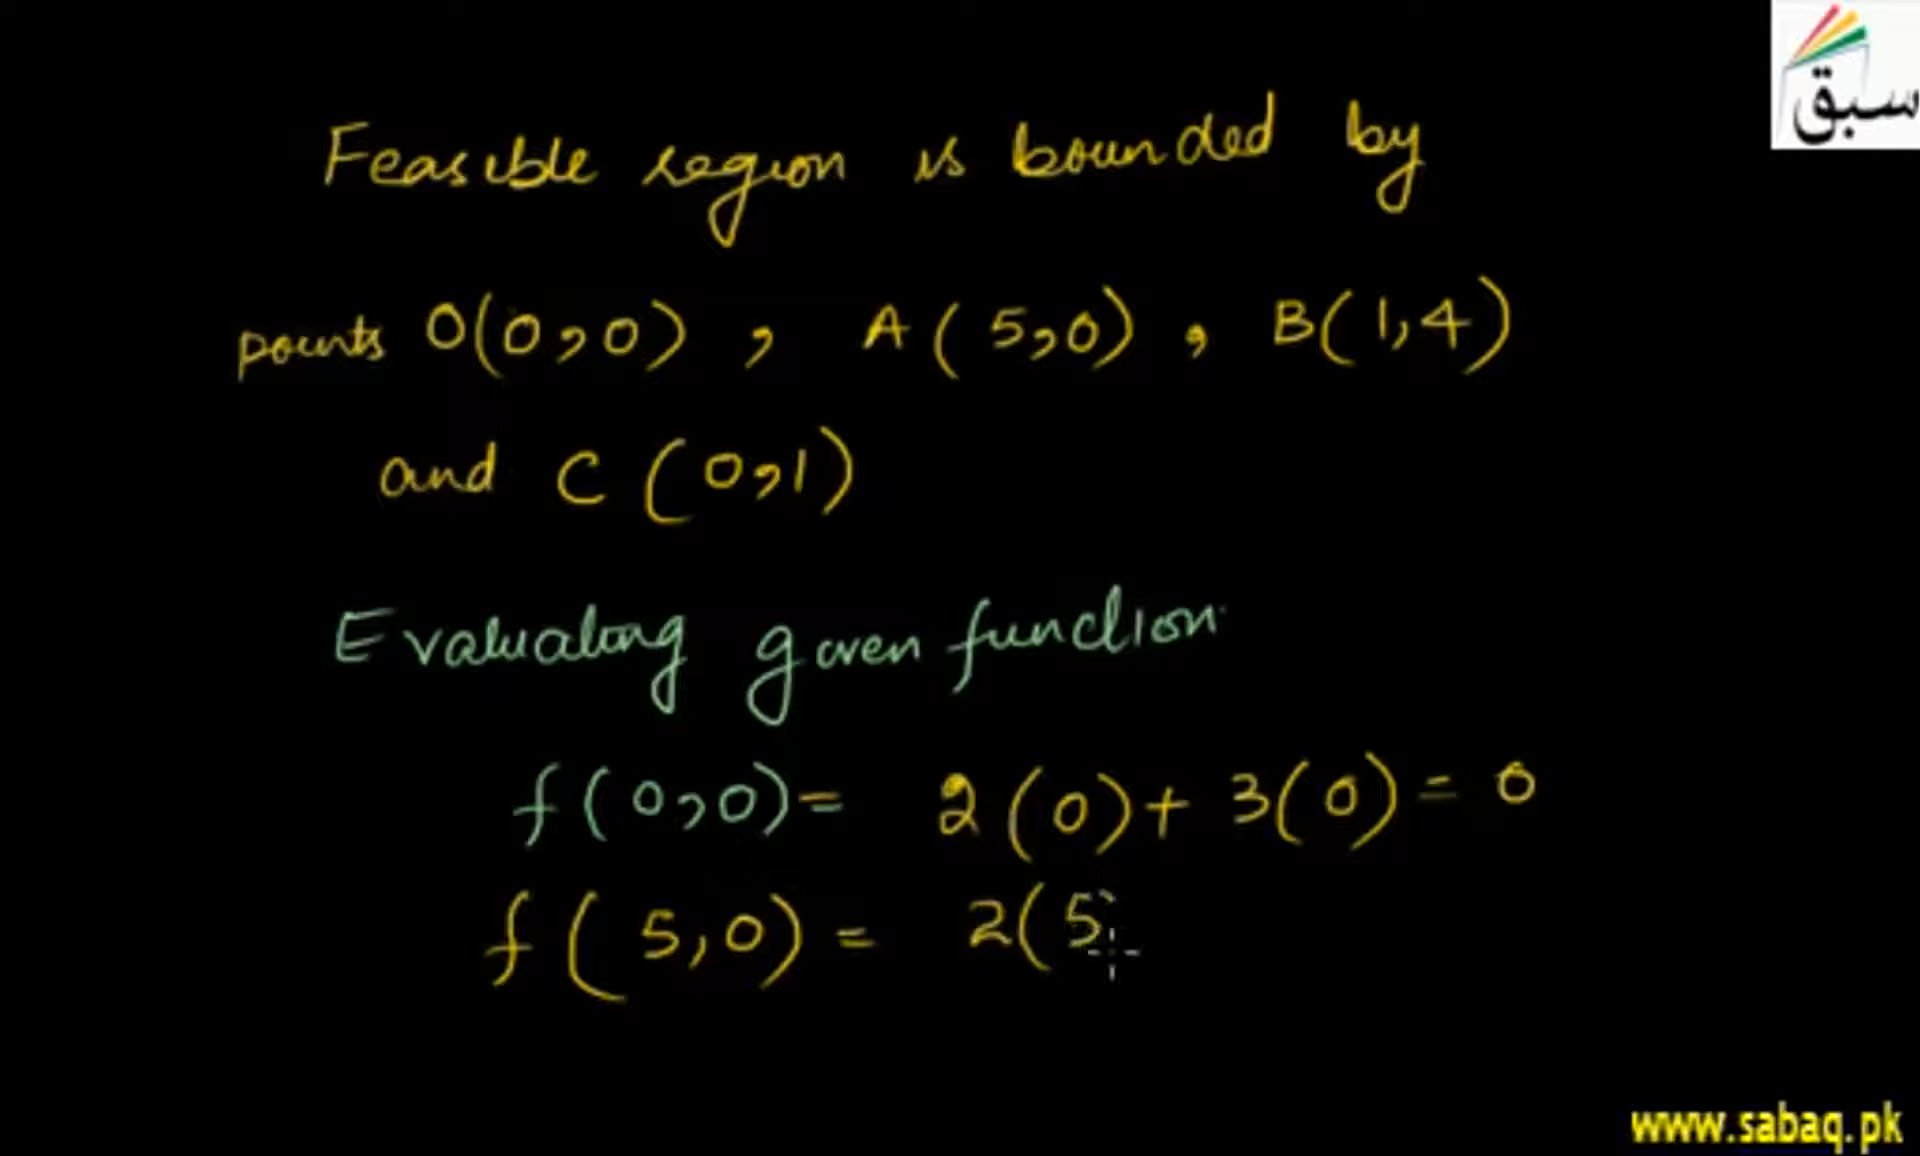 سبق
Feasible region is bounded by
points O(0,0) , A(5,0) , B(1,4)
and C(0,1)
Evaluating given function
f(0,0) = 2(0) + 3(0) = 0
f(5,0) = 2(5
www.sabaq.pk